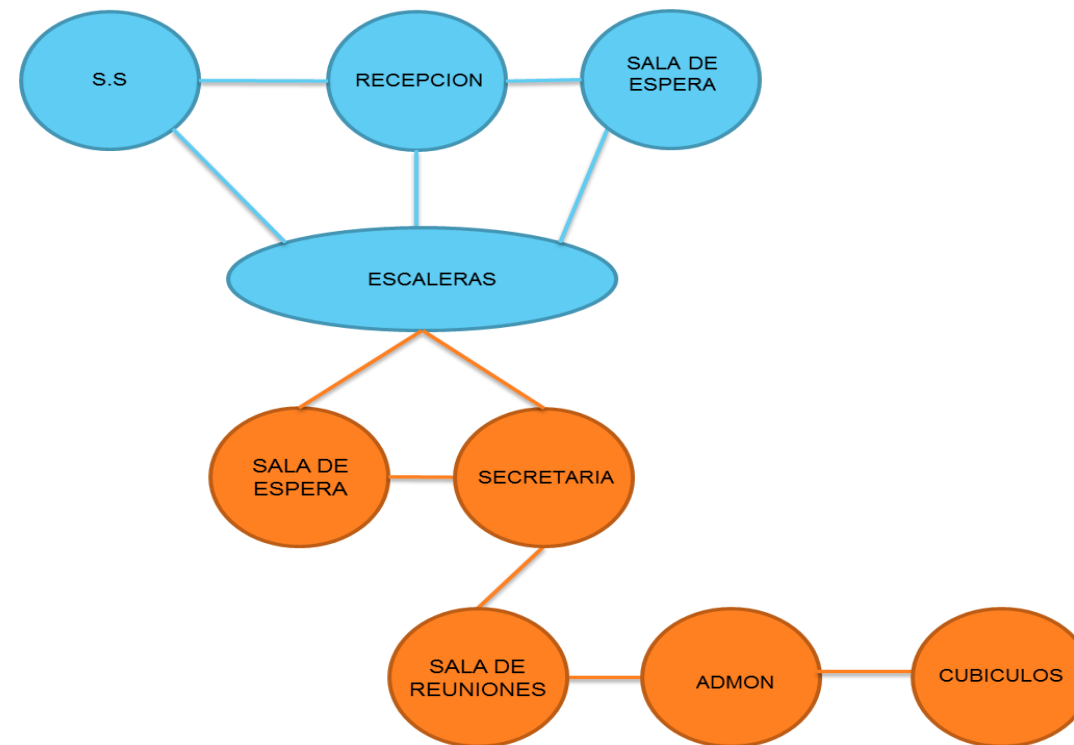 S.S
RECEPCION
SALA DE
ESPERA
ESCALERAS
SALA DE
ESPERA
SECRETARIA
SALA DE
REUNIONES
ADMON
CUBICULOS